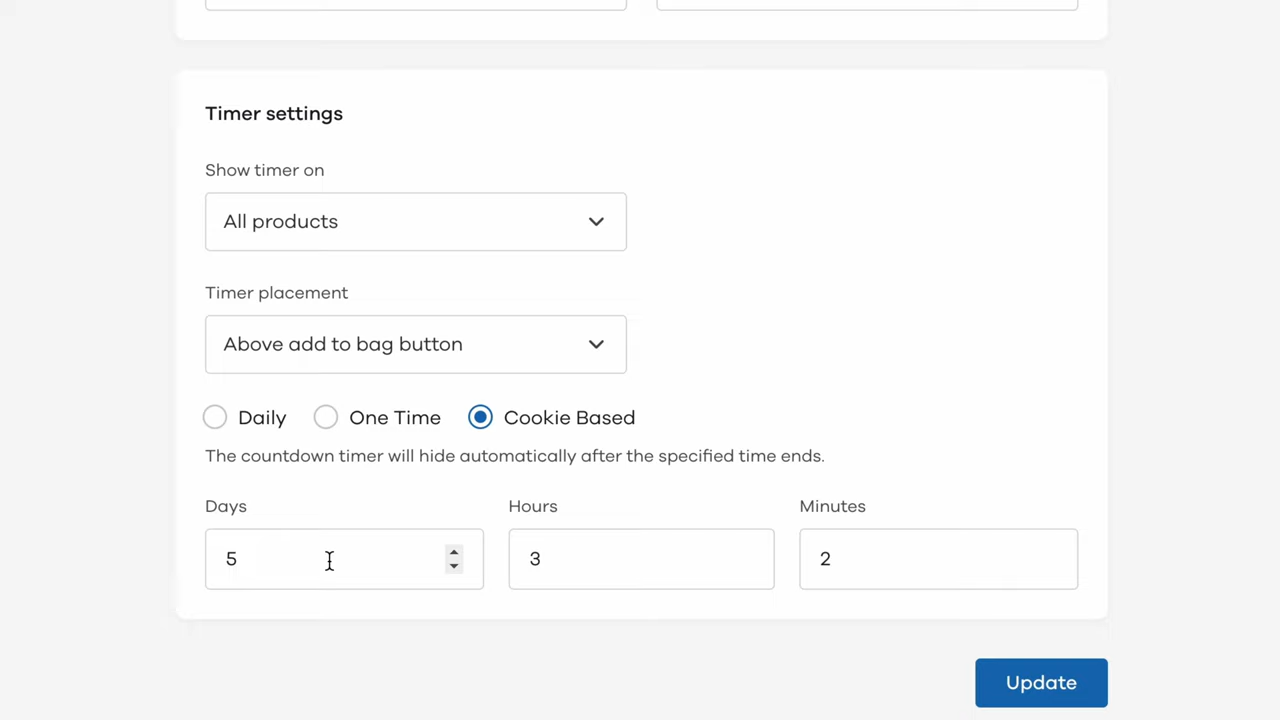 Timer settings
Show timer on
All products
Timer placement
Above add to bag button
Daily One Time Cookie Based
The countdown timer will hide automatically after the specified time ends.
Days Hours Minutes
5 3 2
Update